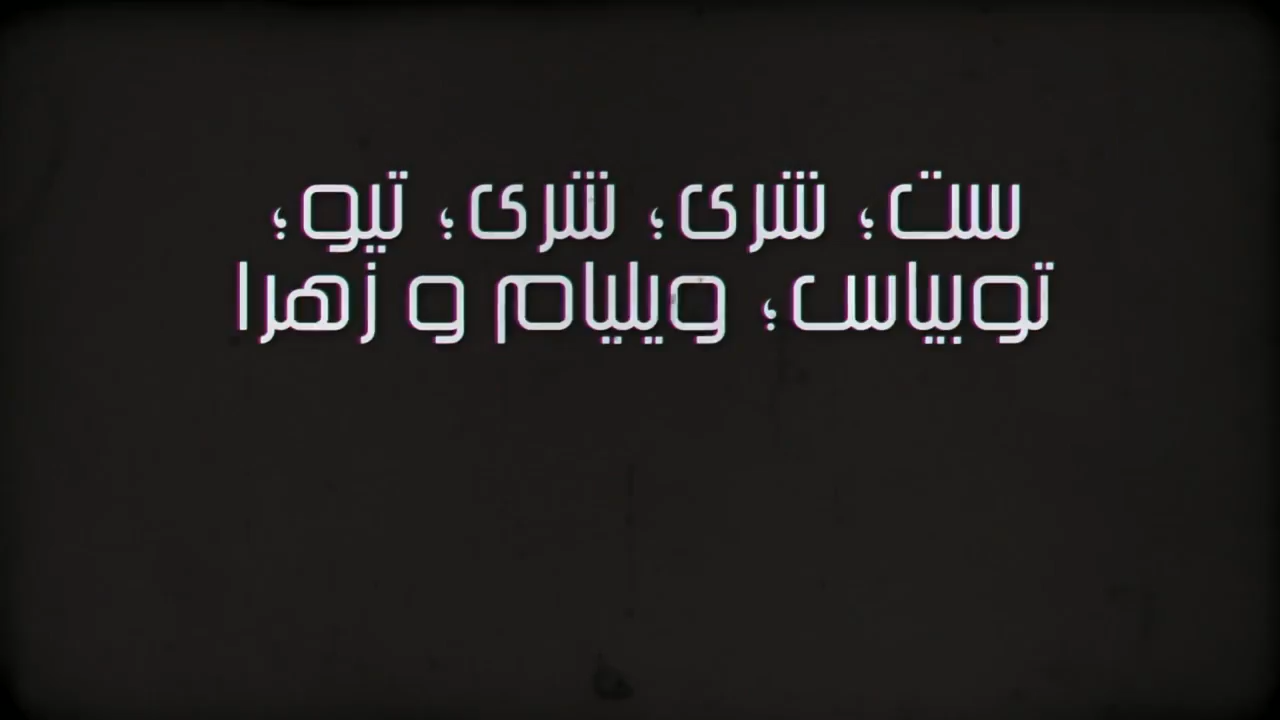 ست؛ شری؛ شری؛ تیو؛
توبیاس؛ ویلیام و زهرا